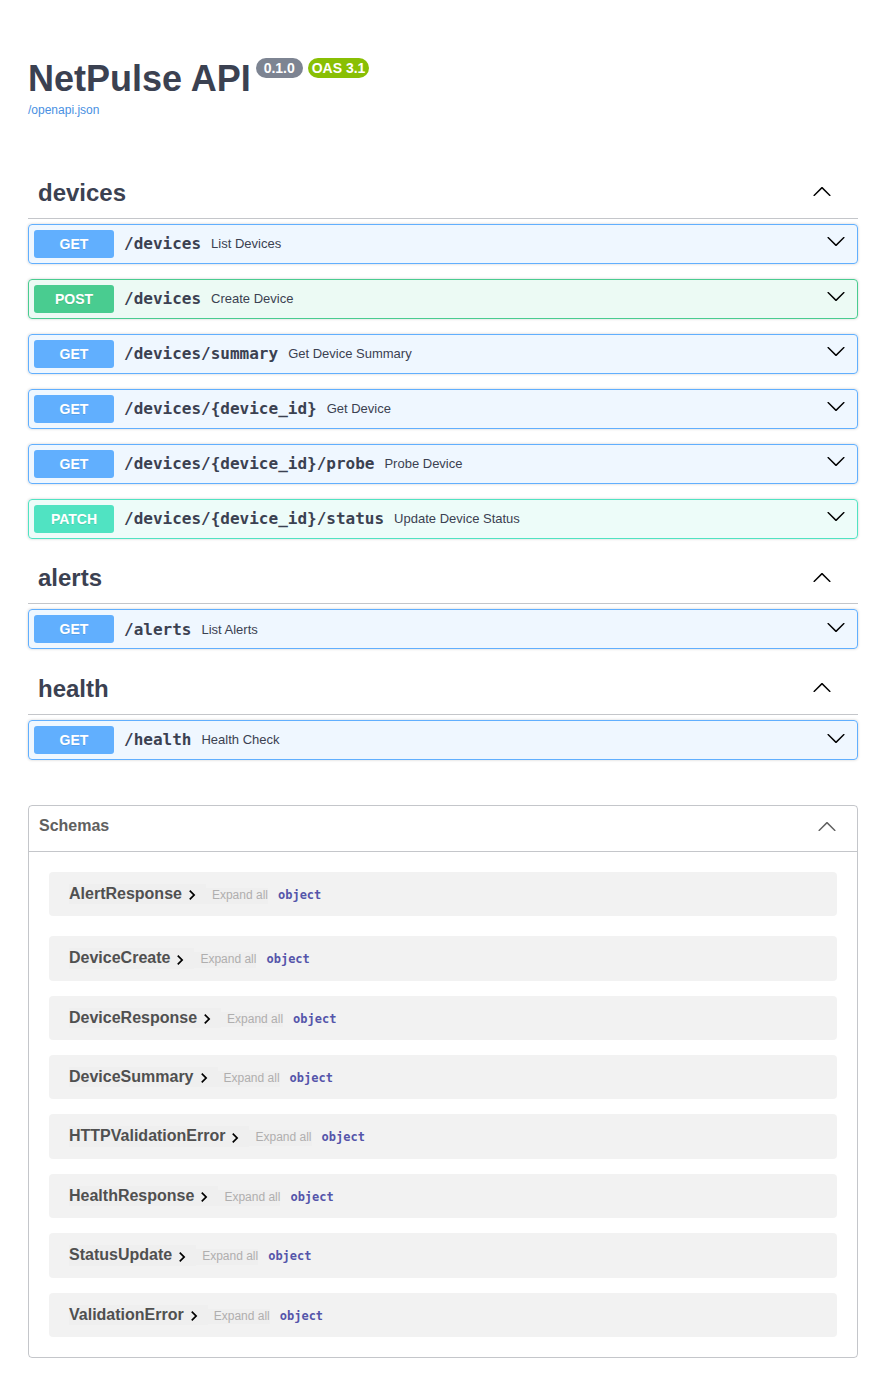 NetPulse API 0.1.0 OAS 3.1
/openapi.json
devices
GET /devices List Devices
POST /devices Create Device
GET /devices/summary Get Device Summary
GET /devices/{device_id} Get Device
GET /devices/{device_id}/probe Probe Device
PATCH /devices/{device_id}/status Update Device Status
alerts
GET /alerts List Alerts
health
GET /health Health Check
Schemas
AlertResponse Expand all object
DeviceCreate Expand all object
DeviceResponse Expand all object
DeviceSummary Expand all object
HTTPValidationError Expand all object
HealthResponse Expand all object
StatusUpdate Expand all object
ValidationError Expand all object